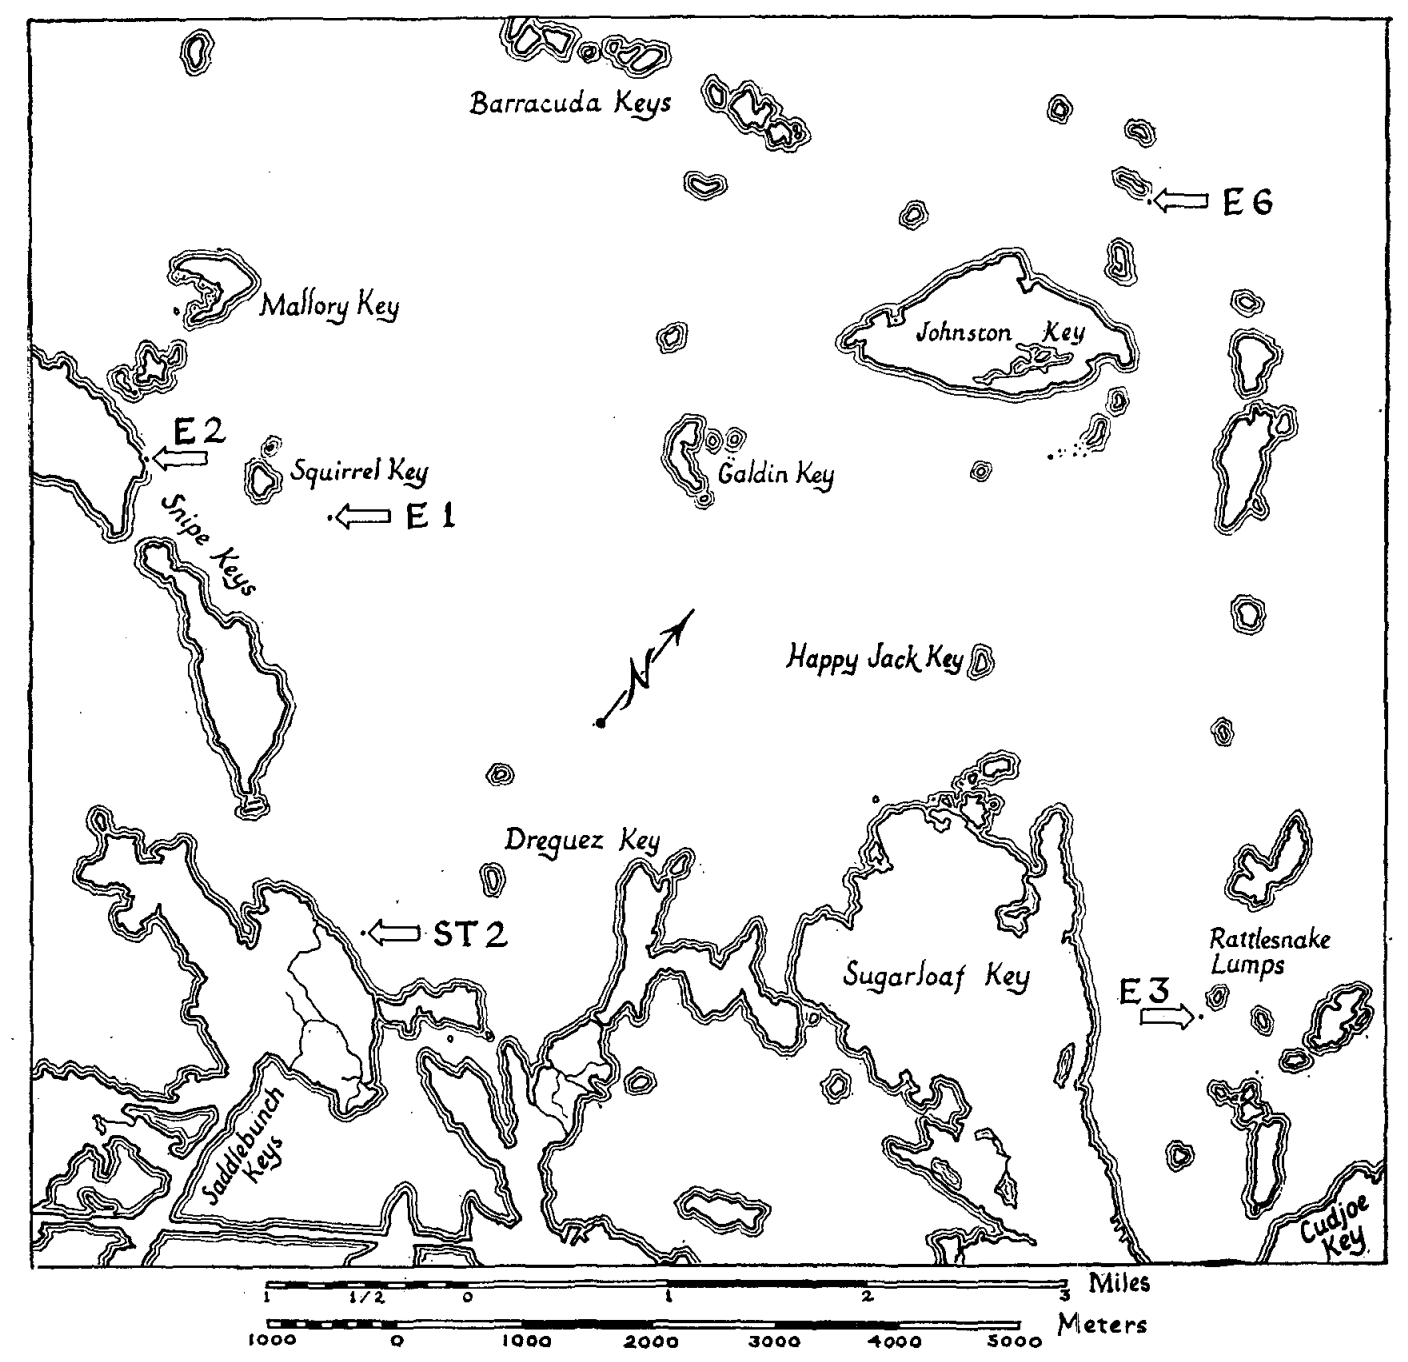 Barracuda Keys
E 6
Mallory Key
Johnston Key
E 2
Squirrel Key
Galdin Key
E 1
Snipe Keys
N
Happy Jack Key
Dreguez Key
ST 2
Sugarloaf Key
Rattlesnake
Lumps
E 3
Saddlebunch
Keys
Cudjoe
Key
1 1/2 0 1 2 3 Miles
1000 0 1000 2000 3000 4000 5000 Meters